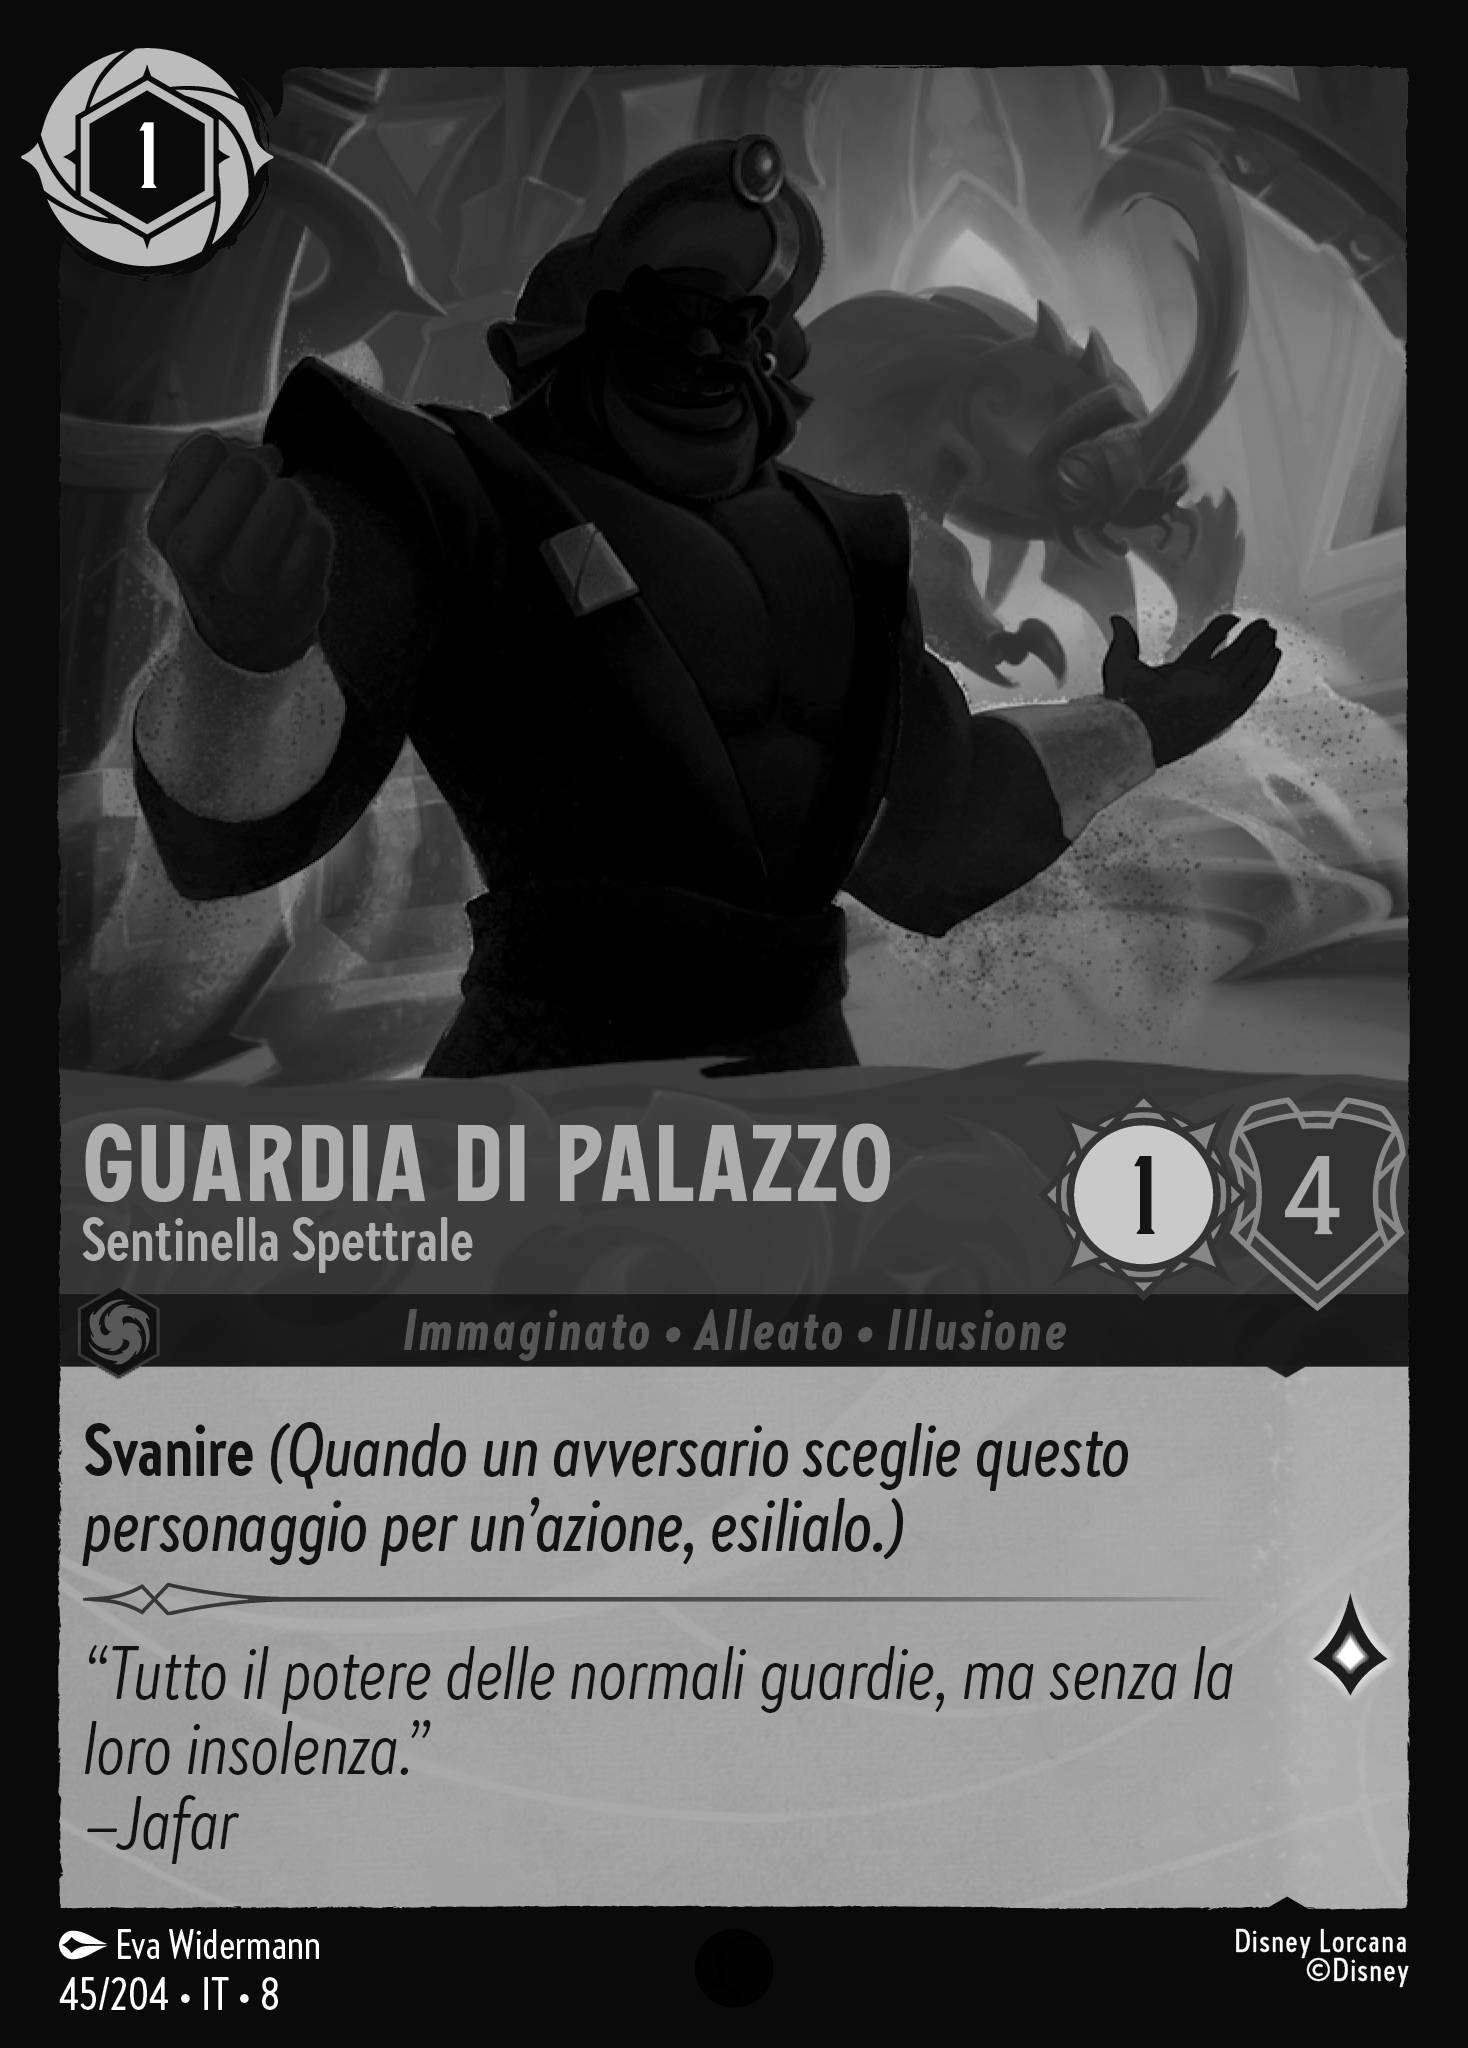 1
GUARDIA DI PALAZZO
Sentinella Spettrale
1
4
Immaginato • Alleato • Illusione
Svanire (Quando un avversario sceglie questo
personaggio per un’azione, esilialo.)
“Tutto il potere delle normali guardie, ma senza la
loro insolenza.”
–Jafar
Eva Widermann
45/204 • IT • 8
Disney Lorcana
©Disney